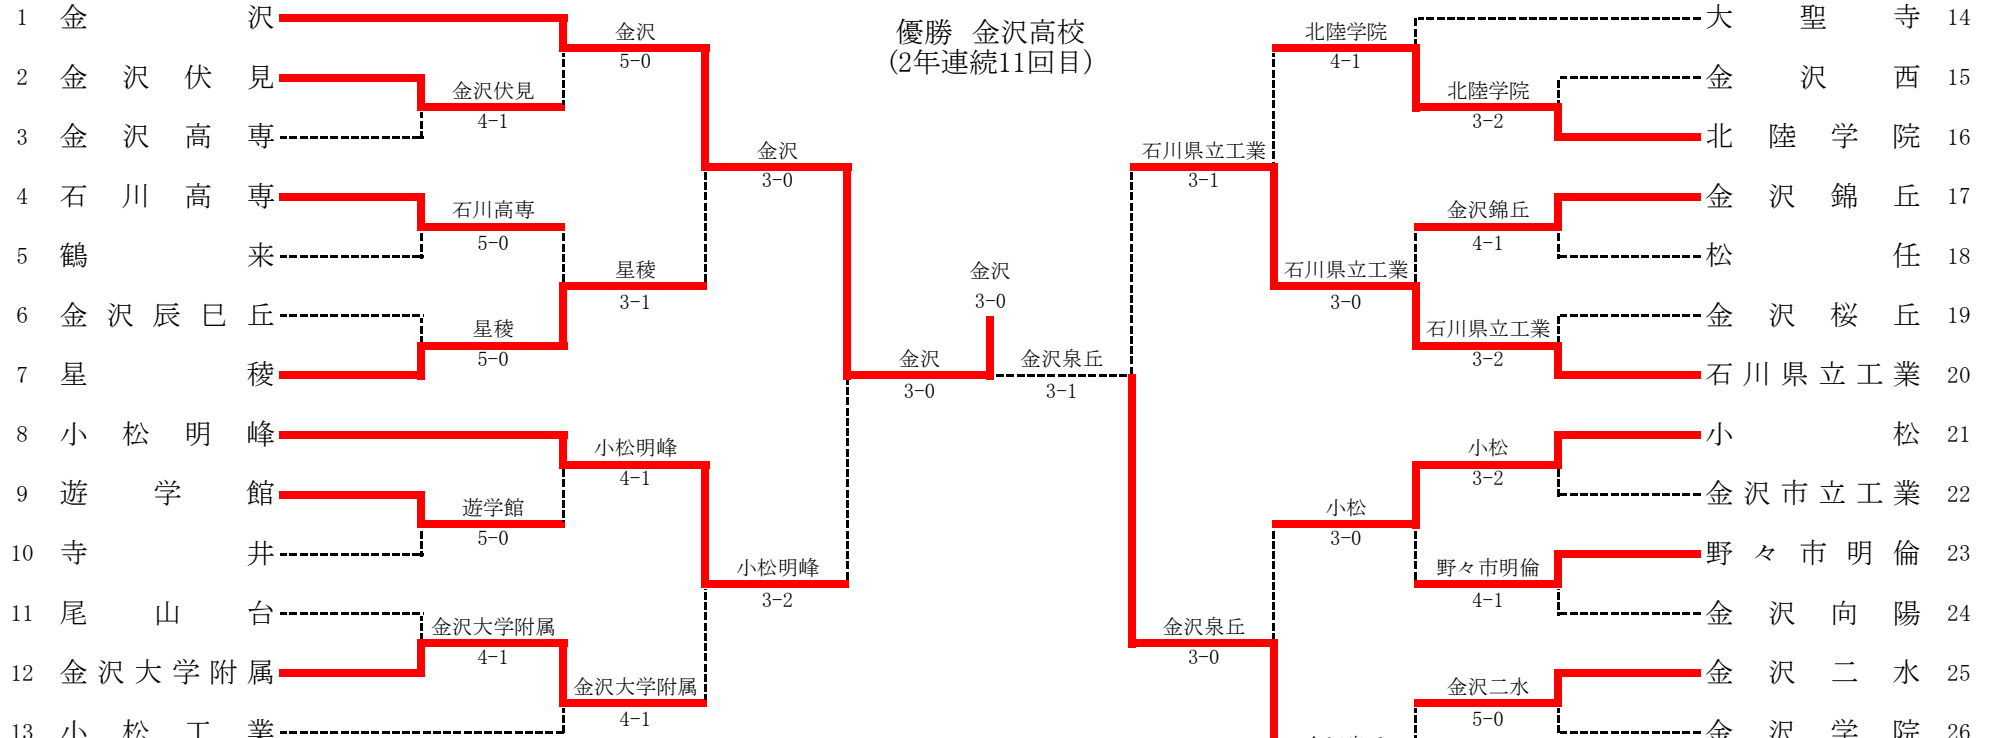 優勝 金沢高校
(2年連続11回目)
1 金沢
2 金沢伏見
3 金沢高専
4 石川高専
5 鶴来
6 金沢辰巳丘
7 星稜
8 小松明峰
9 遊学館
10 寺井
11 尾山台
12 金沢大学附属
13 小松工業
金沢伏見
4-1
石川高専
5-0
星稜
5-0
遊学館
5-0
金沢大学附属
4-1
金沢
5-0
星稜
3-1
小松明峰
4-1
金沢大学附属
4-1
金沢
3-0
小松明峰
3-2
金沢
3-0
金沢
3-0
金沢泉丘
3-1
石川県立工業
3-1
金沢泉丘
3-0
北陸学院
4-1
石川県立工業
3-0
小松
3-0
北陸学院
3-2
金沢錦丘
4-1
石川県立工業
3-2
小松
3-2
野々市明倫
4-1
金沢二水
5-0
大聖寺 14
金沢西 15
北陸学院 16
金沢錦丘 17
松任 18
金沢桜丘 19
石川県立工業 20
小松 21
金沢市立工業 22
野々市明倫 23
金沢向陽 24
金沢二水 25
金沢学院 26